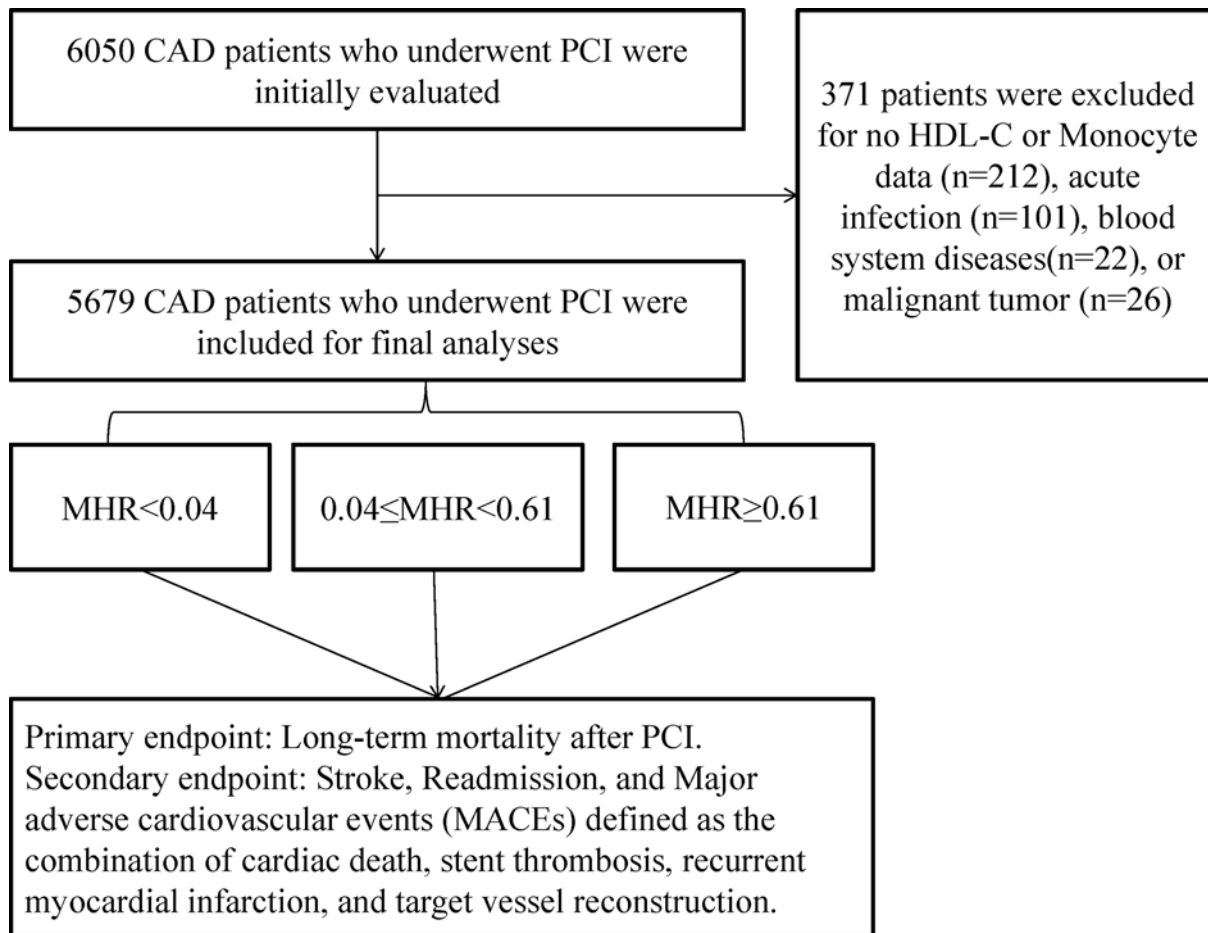 6050 CAD patients who underwent PCI were
initially evaluated
371 patients were excluded
for no HDL-C or Monocyte
data (n=212), acute
infection (n=101), blood
system diseases(n=22), or
malignant tumor (n=26)
5679 CAD patients who underwent PCI were
included for final analyses
MHR<0.04
0.04≤MHR<0.61
MHR≥0.61
Primary endpoint: Long-term mortality after PCI.
Secondary endpoint: Stroke, Readmission, and Major
adverse cardiovascular events (MACEs) defined as the
combination of cardiac death, stent thrombosis, recurrent
myocardial infarction, and target vessel reconstruction.